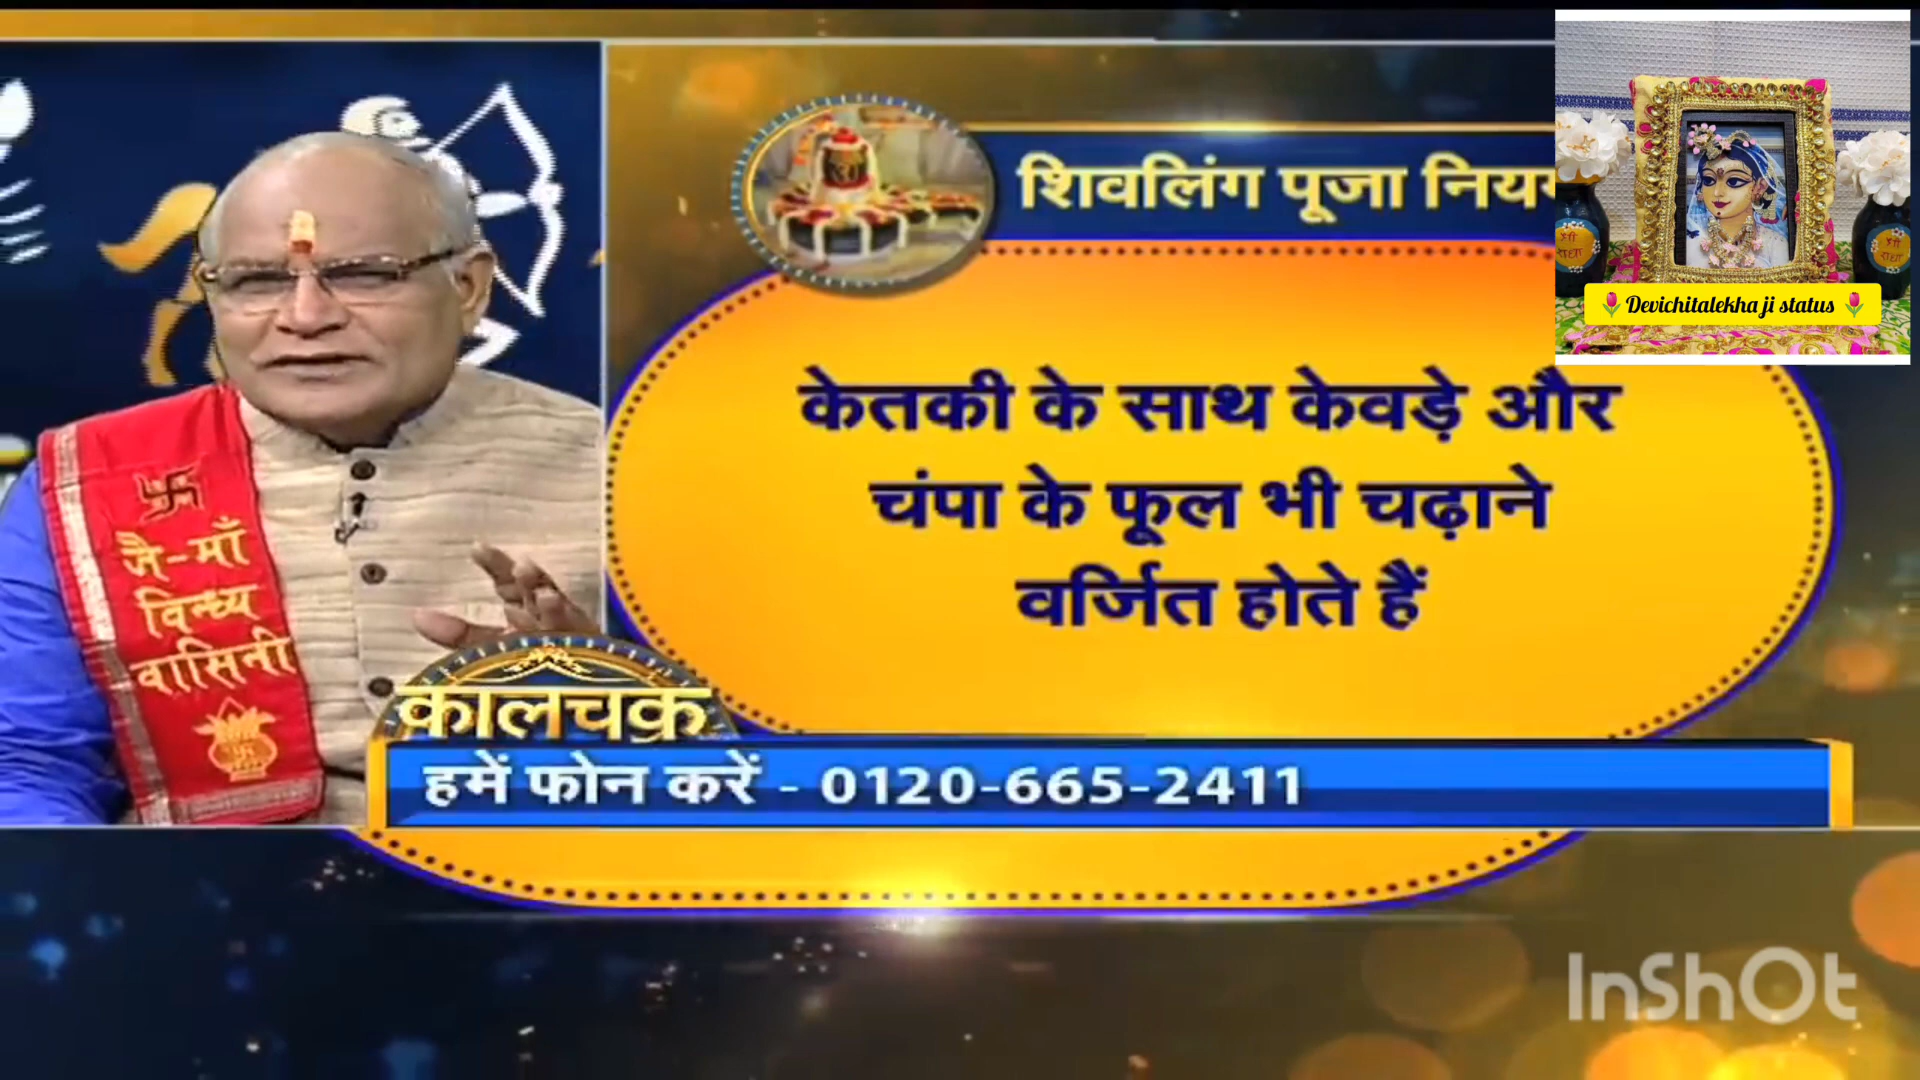 शिवलिंग पूजा नियम
श्री
राधा
श्री
राधा
🌷 Devichitalekha ji status 🌷
केतकी के साथ केवड़े और
चंपा के फूल भी चढ़ाने
वर्जित होते हैं
जै-माँ
विन्ध्य
वासिनी
कालचक्र
हमें फोन करें - 0120-665-2411
InShOt